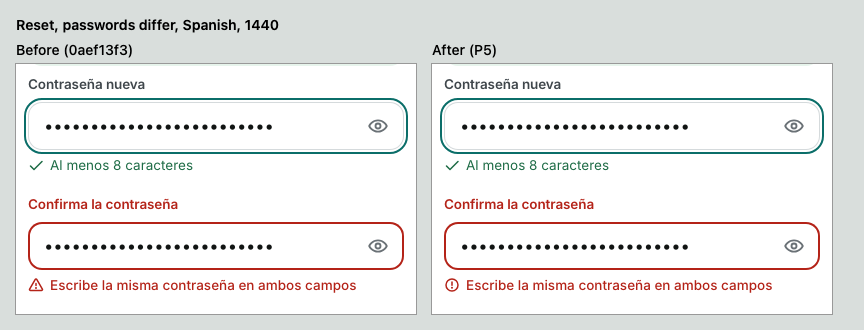 Reset, passwords differ, Spanish, 1440
Before (0aef13f3)
Contraseña nueva
Al menos 8 caracteres
Confirma la contraseña
Escribe la misma contraseña en ambos campos
After (P5)
Contraseña nueva
Al menos 8 caracteres
Confirma la contraseña
Escribe la misma contraseña en ambos campos